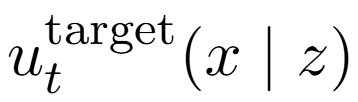 u_t^target(x | z)